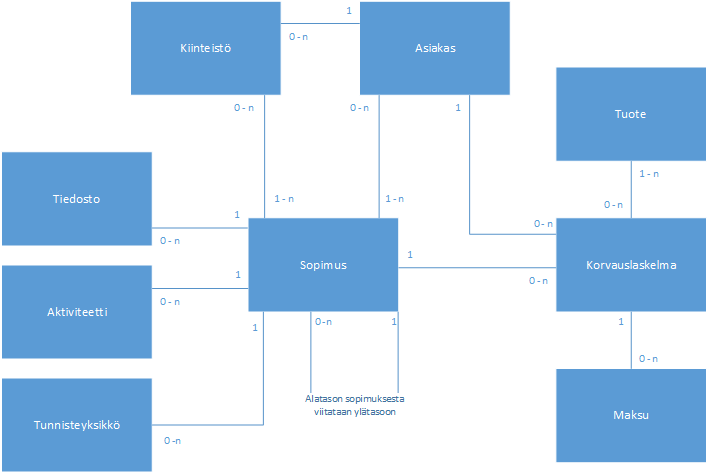 Kiinteistö
1
0 - n
Asiakas
Tuote
0 - n
0 - n
1
1 - n
Tiedosto
1 - n
1 - n
0 - n
1
0 - n
0 - n
Sopimus
1
Korvauslaskelma
Aktiviteetti
1
0 - n
0 - n
1
0 - n
1
1
Tunnisteyksikkö
0 -n
Alatason sopimuksesta
viitataan ylätasoon
0 - n
Maksu